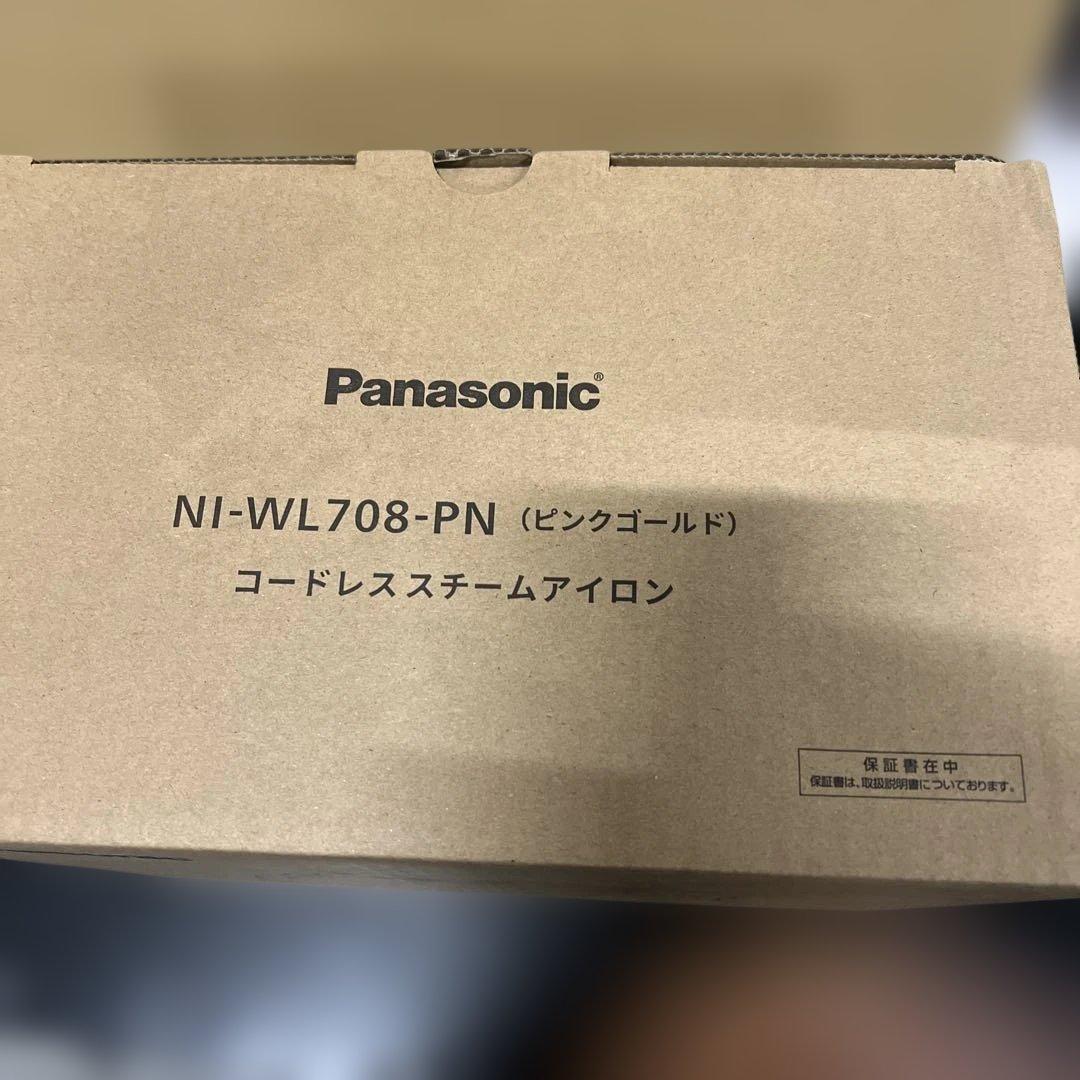 Panasonic®
NI-WL708-PN（ピンクゴールド）
コードレス スチームアイロン
保証書在中
保証書は、取扱説明書についております。